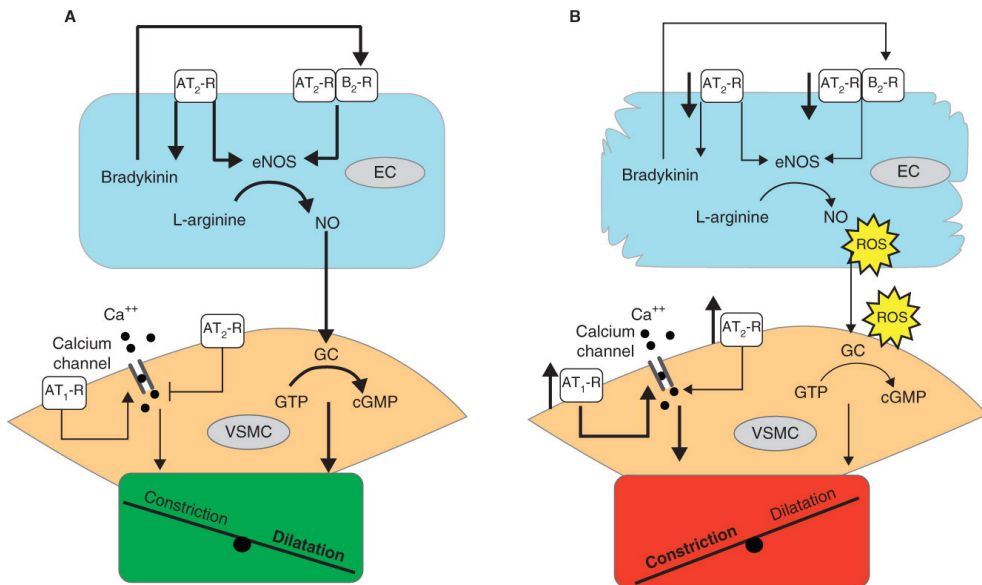 A
AT₂-R
AT₂-R
B₂-R
Bradykinin
eNOS
EC
L-arginine
NO
Ca⁺⁺
Calcium
channel
AT₂-R
AT₁-R
GC
GTP
cGMP
VSMC
Constriction
Dilatation
B
AT₂-R
AT₂-R
B₂-R
Bradykinin
eNOS
EC
L-arginine
NO
ROS
ROS
Ca⁺⁺
Calcium
channel
AT₂-R
AT₁-R
GC
GTP
cGMP
VSMC
Constriction
Dilatation